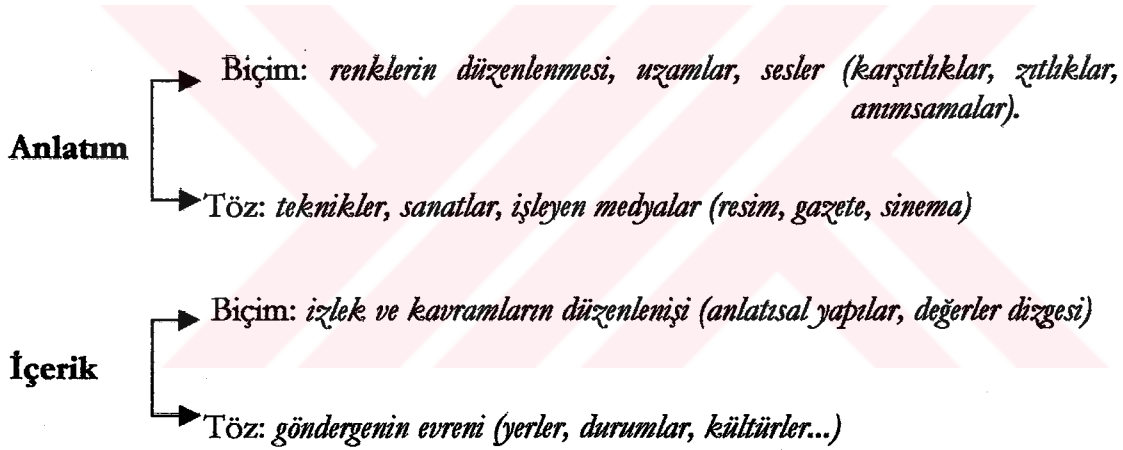 Biçim: renklerin düzenlenmesi, uzamlar, sesler (karşıtlıklar, zıtlıklar,
anımsamalar).
Anlatım
Töz: teknikler, sanatlar, işleyen medyalar (resim, gazete, sinema)
Biçim: izlek ve kavramların düzenlenişi (anlatısal yapılar, değerler dizgesi)
İçerik
Töz: göndergenin evreni (yerler, durumlar, kültürler...)